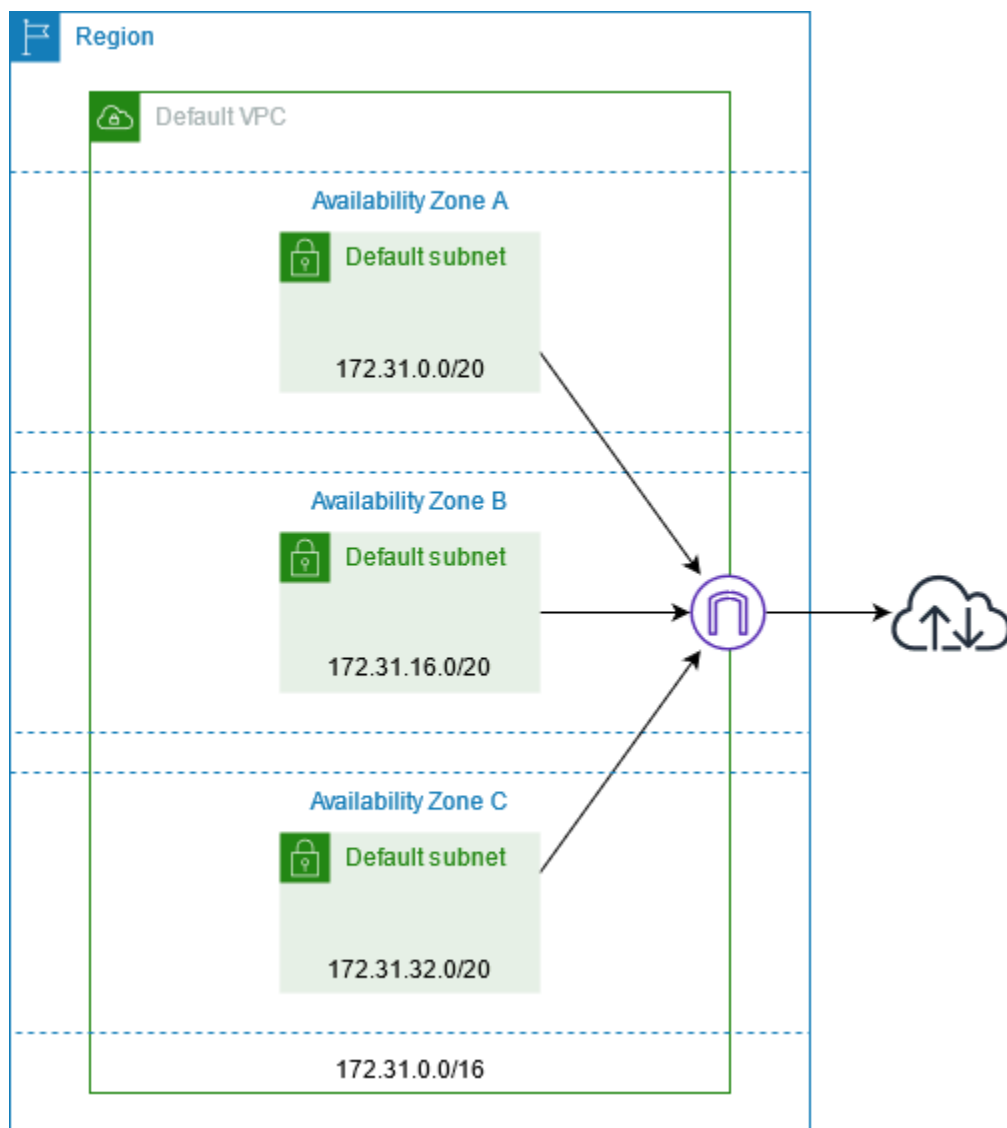 Region
Default VPC
Availability Zone A
Default subnet
172.31.0.0/20
Availability Zone B
Default subnet
172.31.16.0/20
Availability Zone C
Default subnet
172.31.32.0/20
172.31.0.0/16